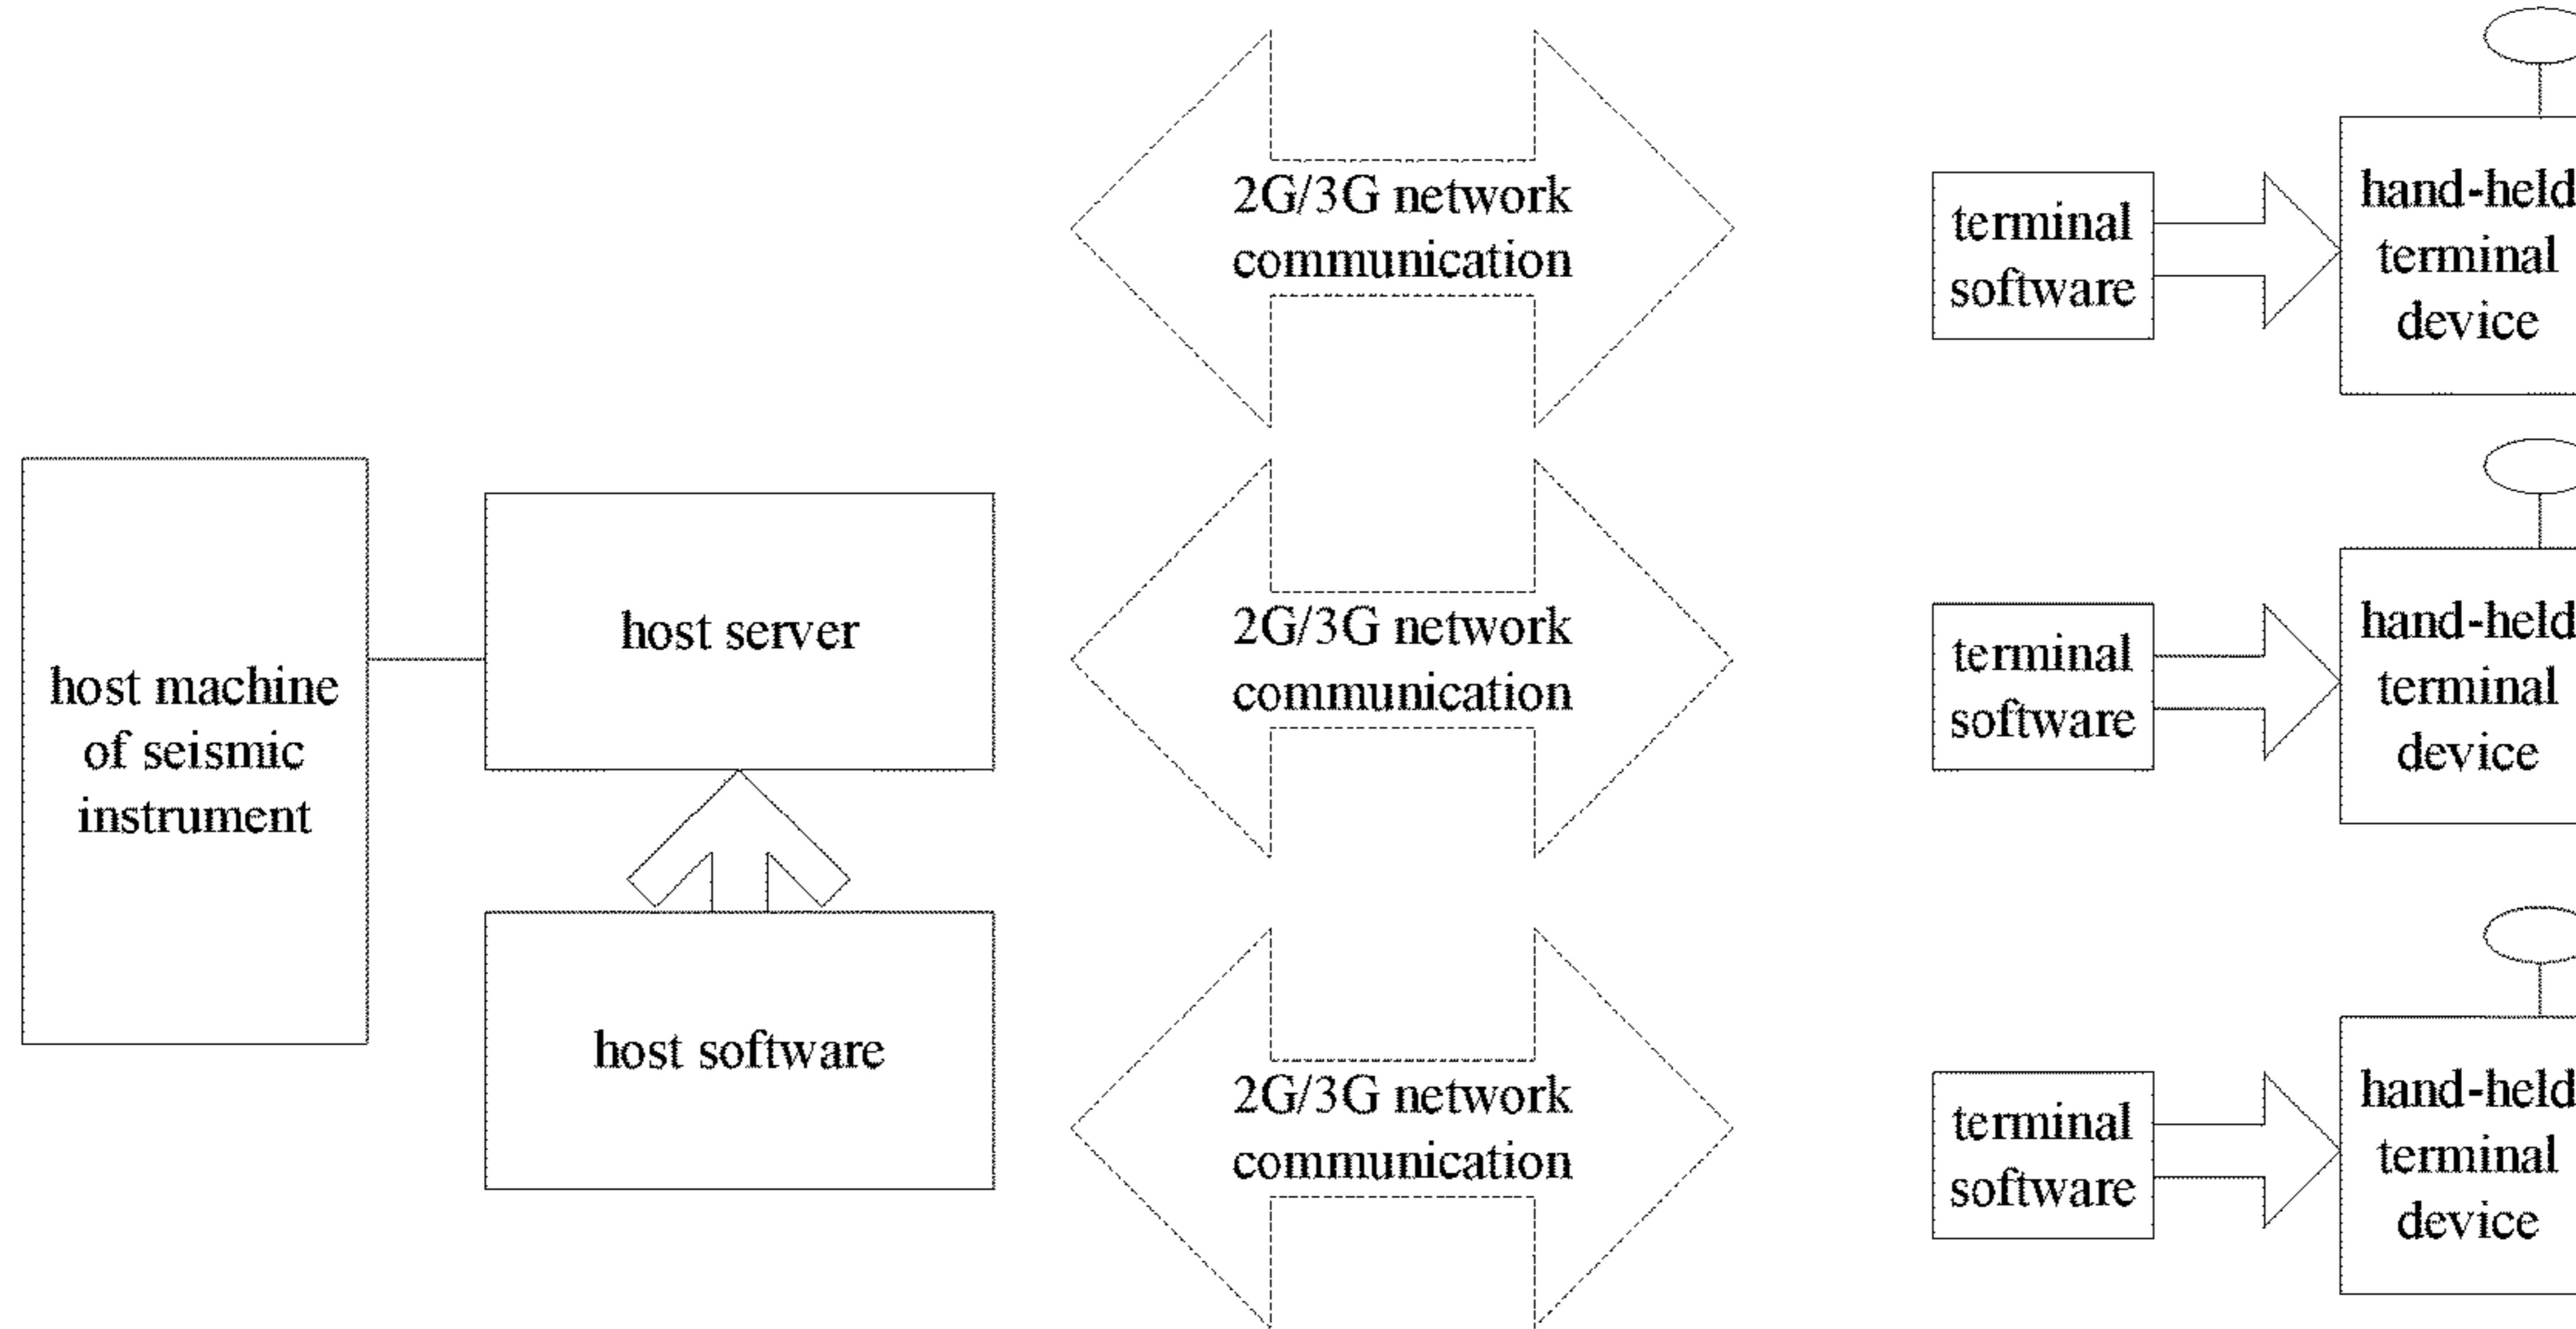 2G/3G network
communication
terminal
software
hand-held
terminal
device
host machine
of seismic
instrument
host server
2G/3G network
communication
terminal
software
hand-held
terminal
device
host software
2G/3G network
communication
terminal
software
hand-held
terminal
device